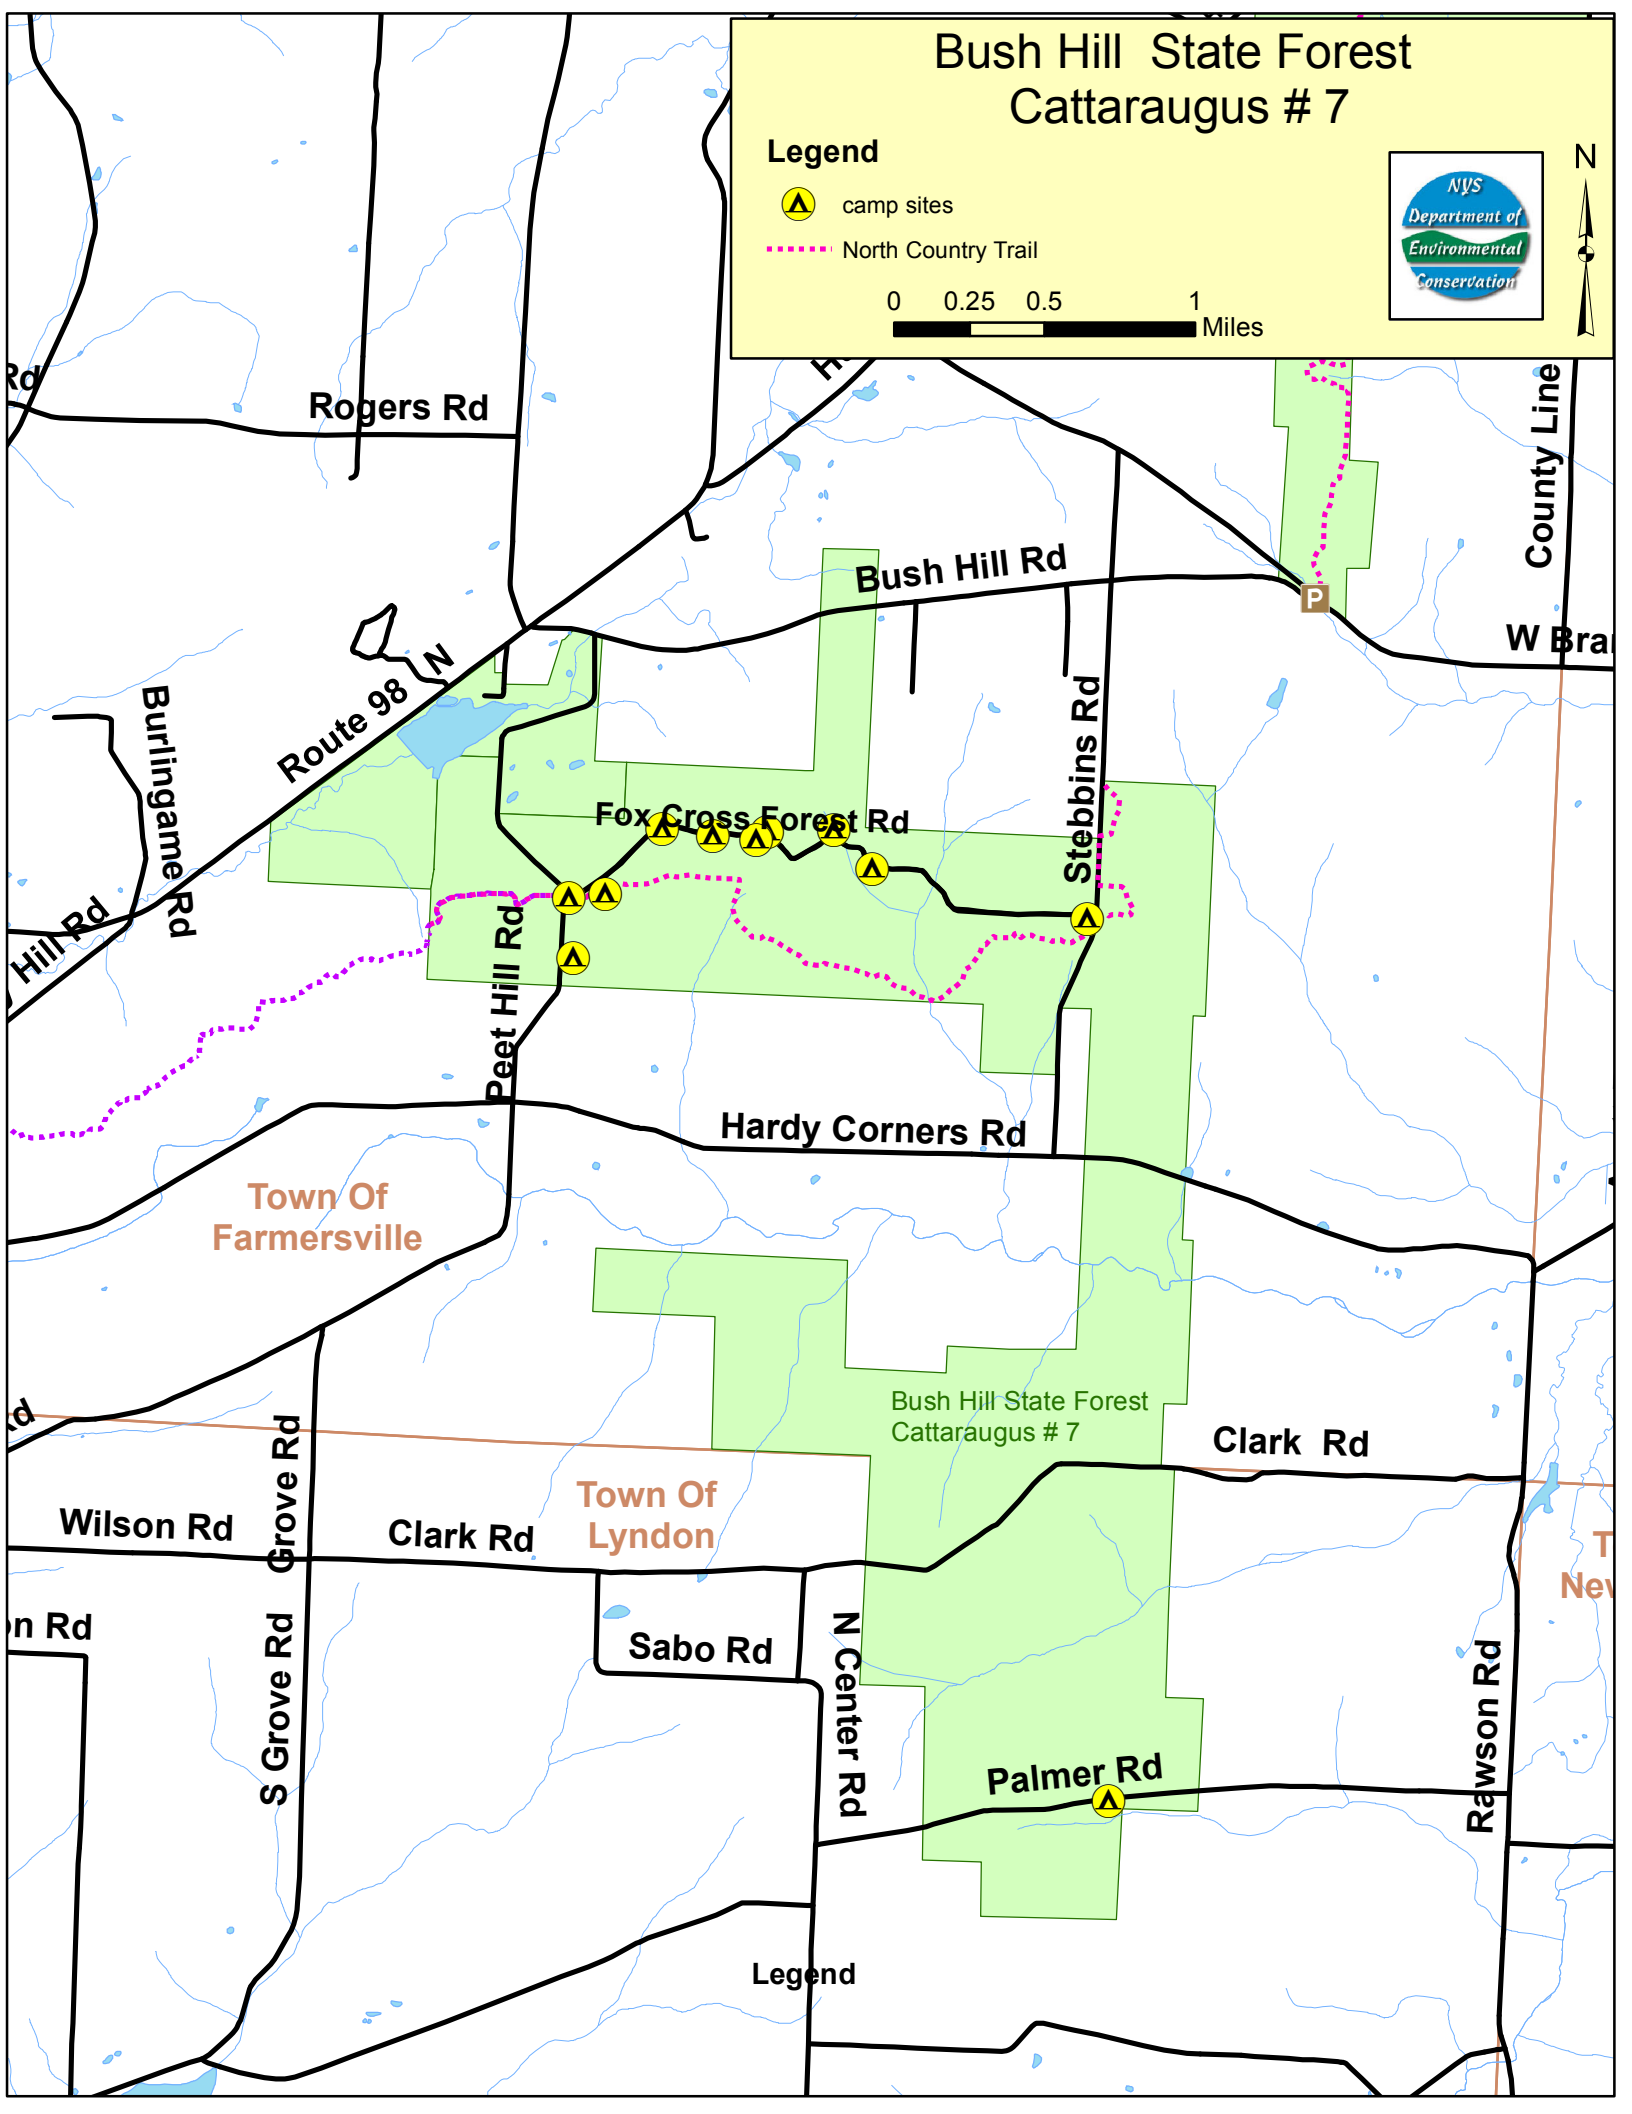 Bush Hill  State Forest
Cattaraugus # 7
Legend
camp sites
North Country Trail
0 0.25 0.5 1
Miles
NYS
Department of
Environmental
Conservation
N
Rd
Rogers Rd
County Line
Bush Hill Rd
P
W Bra
Route 98 N
Burlingame Rd
Stebbins Rd
Fox Cross Forest Rd
Hill Rd
Peet Hill Rd
Hardy Corners Rd
Town Of
Farmersville
Bush Hill State Forest
Cattaraugus # 7
Clark Rd
Grove Rd
Town Of
Lyndon
Wilson Rd
Clark Rd
on Rd
Sabo Rd
S Grove Rd
N Center Rd
Rawson Rd
Palmer Rd
Legend